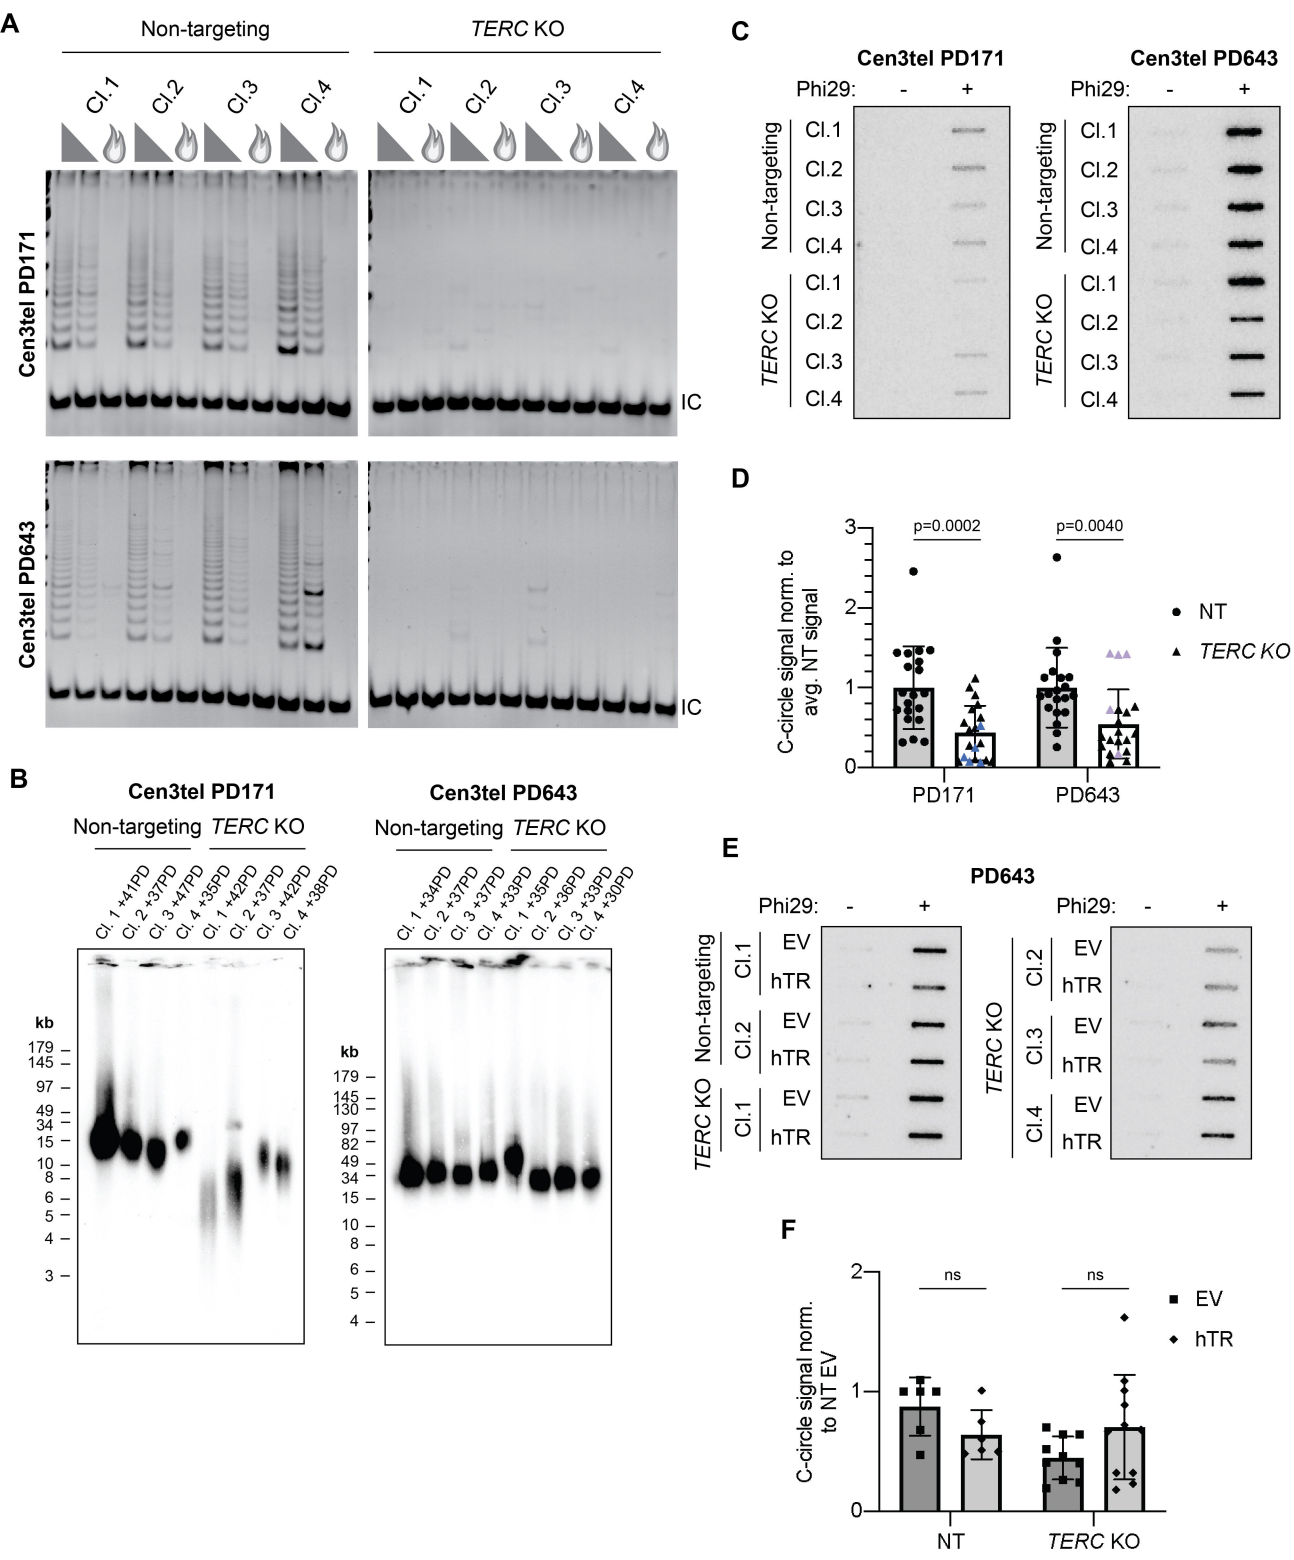 A
Non-targeting
TERC KO
Cl.1
Cl.2
Cl.3
Cl.4
Cl.1
Cl.2
Cl.3
Cl.4
Cen3tel PD171
IC
Cen3tel PD643
IC
B
Cen3tel PD171
Non-targeting
TERC KO
Cl. 1 +41PD
Cl. 2 +37PD
Cl. 3 +47PD
Cl. 4 +35PD
Cl. 1 +42PD
Cl. 2 +37PD
Cl. 3 +42PD
Cl. 4 +38PD
kb
179
145
97
49
34
15
10
8
6
5
4
3
Cen3tel PD643
Non-targeting
TERC KO
Cl. 1 +34PD
Cl. 2 +37PD
Cl. 3 +37PD
Cl. 4 +33PD
Cl. 1 +35PD
Cl. 2 +36PD
Cl. 3 +33PD
Cl. 4 +30PD
kb
179
145
130
97
82
49
34
15
10
8
6
5
4
C
Cen3tel PD171
Phi29: - +
Non-targeting
Cl.1
Cl.2
Cl.3
Cl.4
TERC KO
Cl.1
Cl.2
Cl.3
Cl.4
Cen3tel PD643
Phi29: - +
Non-targeting
Cl.1
Cl.2
Cl.3
Cl.4
TERC KO
Cl.1
Cl.2
Cl.3
Cl.4
D
C-circle signal norm. to
avg. NT signal
3
2
1
0
p=0.0002
p=0.0040
PD171
PD643
NT
TERC KO
E
PD643
Phi29: - +
Non-targeting
Cl.1
EV
hTR
Cl.2
EV
hTR
TERC KO
Cl.1
EV
hTR
Phi29: - +
TERC KO
Cl.2
EV
hTR
Cl.3
EV
hTR
Cl.4
EV
hTR
F
C-circle signal norm.
to NT EV
2
1
0
ns
ns
NT
TERC KO
EV
hTR